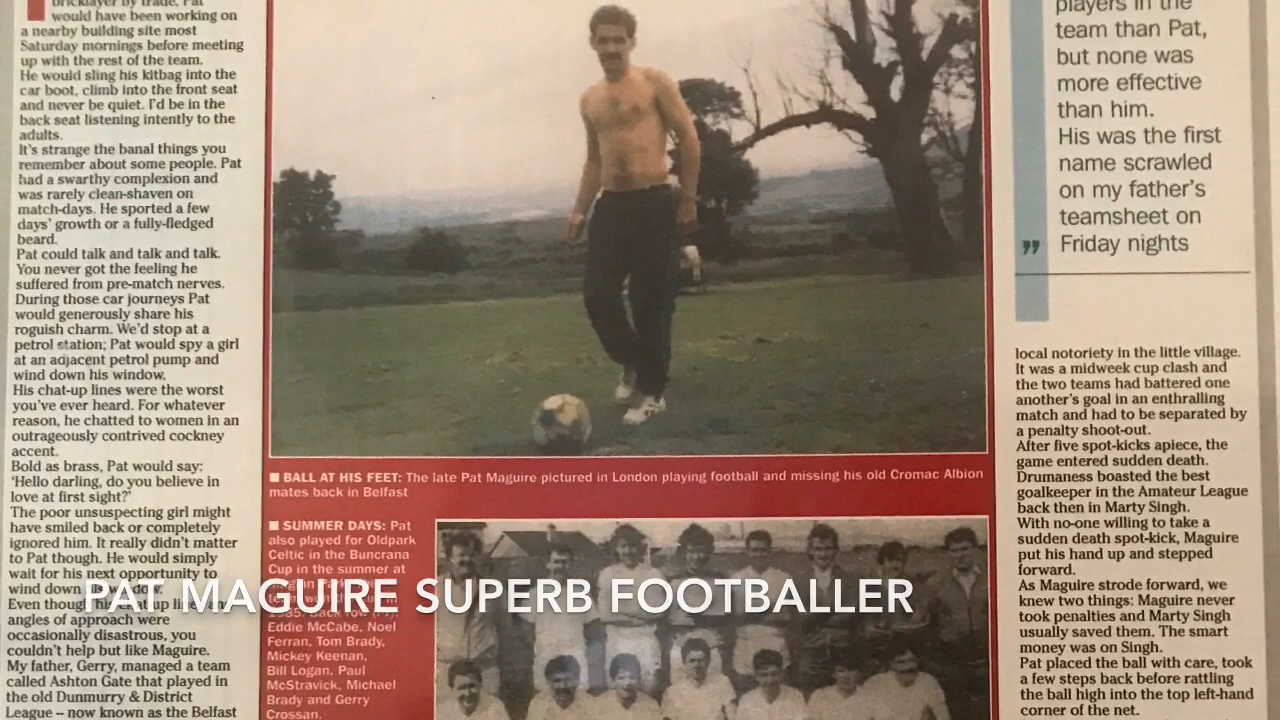 bricklayer by trade, Pat
would have been working on
a nearby building site most
Saturday mornings before meeting
up with the rest of the team.
He would sling his kitbag into the
car boot, climb into the front seat
and never be quiet. I'd be in the
back seat listening intently to the
adults.
It's strange the banal things you
remember about some people. Pat
had a swarthy complexion and
was rarely clean-shaven on
match-days. He sported a few
days' growth or a fully-fledged
beard.
Pat could talk and talk and talk.
You never got the feeling he
suffered from pre-match nerves.
During those car journeys Pat
would generously share his
roguish charm. We'd stop at a
petrol station; Pat would spy a girl
at an adjacent petrol pump and
wind down his window.
His chat-up lines were the worst
you've ever heard. For whatever
reason, he chatted to women in an
outrageously contrived cockney
accent.
Bold as brass, Pat would say:
'Hello darling, do you believe in
love at first sight?'
The poor unsuspecting girl might
have smiled back or completely
ignored him. It really didn't matter
to Pat though. He would simply
wait for his next opportunity to
wind down
Even though his
angles of approach were
occasionally disastrous, you
couldn't help but like Maguire.
My father, Gerry, managed a team
called Ashton Gate that played in
the old Dunmurry & District
League – now known as the Belfast
■ BALL AT HIS FEET: The late Pat Maguire pictured in London playing football and missing his old Cromac Albion
mates back in Belfast
■ SUMMER DAYS: Pat
also played for Oldpark
Celtic in the Buncrana
Cup in the summer at
Eddie McCabe, Noel
Ferran, Tom Brady,
Mickey Keenan,
Bill Logan, Paul
McStravick, Michael
Brady and Gerry
Crossan.
PAT MAGUIRE SUPERB FOOTBALLER
players in the
team than Pat,
but none was
more effective
than him.
His was the first
name scrawled
on my father's
teamsheet on
Friday nights
”
local notoriety in the little village.
It was a midweek cup clash and
the two teams had battered one
another's goal in an enthralling
match and had to be separated by
a penalty shoot-out.
After five spot-kicks apiece, the
game entered sudden death.
Drumaness boasted the best
goalkeeper in the Amateur League
back then in Marty Singh.
With no-one willing to take a
sudden death spot-kick, Maguire
put his hand up and stepped
forward.
As Maguire strode forward, we
knew two things: Maguire never
took penalties and Marty Singh
usually saved them. The smart
money was on Singh.
Pat placed the ball with care, took
a few steps back before rattling
the ball high into the top left-hand
corner of the net.